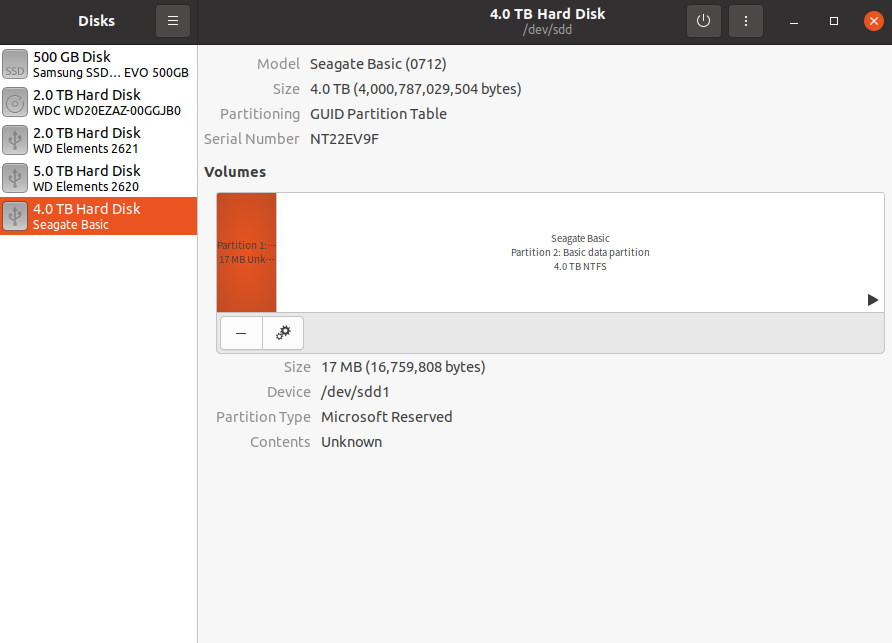 Disks
4.0 TB Hard Disk
/dev/sdd
500 GB Disk
Samsung SSD… EVO 500GB
SSD
2.0 TB Hard Disk
WDC WD20EZAZ-00GGJB0
2.0 TB Hard Disk
WD Elements 2621
5.0 TB Hard Disk
WD Elements 2620
4.0 TB Hard Disk
Seagate Basic
Model Seagate Basic (0712)
Size 4.0 TB (4,000,787,029,504 bytes)
Partitioning GUID Partition Table
Serial Number NT22EV9F
Volumes
Partition 1:…
17 MB Unk…
Seagate Basic
Partition 2: Basic data partition
4.0 TB NTFS
Size 17 MB (16,759,808 bytes)
Device /dev/sdd1
Partition Type Microsoft Reserved
Contents Unknown